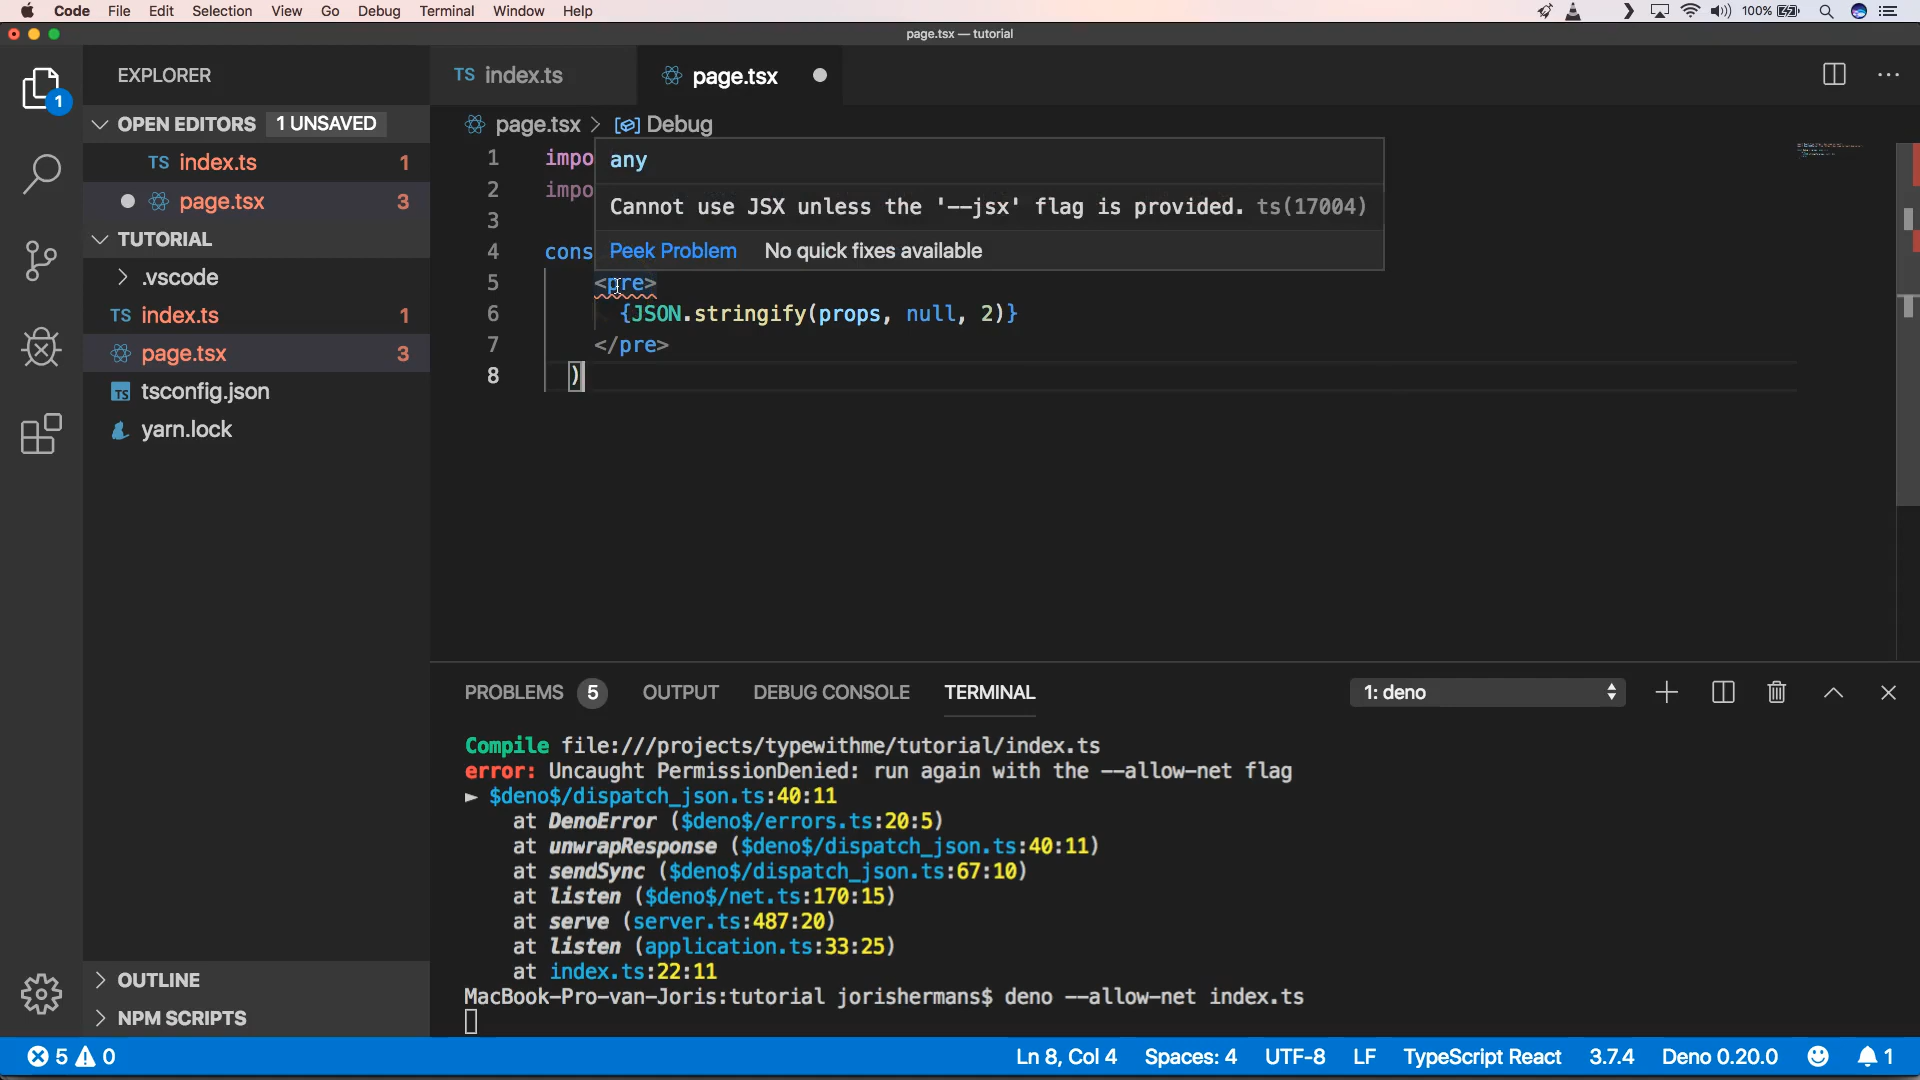 Code File Edit Selection View Go Debug Terminal Window Help 100%
page.tsx — tutorial
EXPLORER
OPEN EDITORS 1 UNSAVED
TS index.ts 1
page.tsx 3
TUTORIAL
.vscode
TS index.ts 1
page.tsx 3
TS tsconfig.json
yarn.lock
OUTLINE
NPM SCRIPTS
1
TS index.ts
page.tsx
page.tsx > Debug
1 impo
2 impo
3
4 cons
5 <pre>
6 {JSON.stringify(props, null, 2)}
7 </pre>
8 )
any
Cannot use JSX unless the '--jsx' flag is provided. ts(17004)
Peek Problem No quick fixes available
PROBLEMS 5 OUTPUT DEBUG CONSOLE TERMINAL 1: deno
Compile file:///projects/typewithme/tutorial/index.ts
error: Uncaught PermissionDenied: run again with the --allow-net flag
► $deno$/dispatch_json.ts:40:11
at DenoError ($deno$/errors.ts:20:5)
at unwrapResponse ($deno$/dispatch_json.ts:40:11)
at sendSync ($deno$/dispatch_json.ts:67:10)
at listen ($deno$/net.ts:170:15)
at serve (server.ts:487:20)
at listen (application.ts:33:25)
at index.ts:22:11
MacBook-Pro-van-Joris:tutorial jorishermans$ deno --allow-net index.ts
5 0 Ln 8, Col 4 Spaces: 4 UTF-8 LF TypeScript React 3.7.4 Deno 0.20.0 1